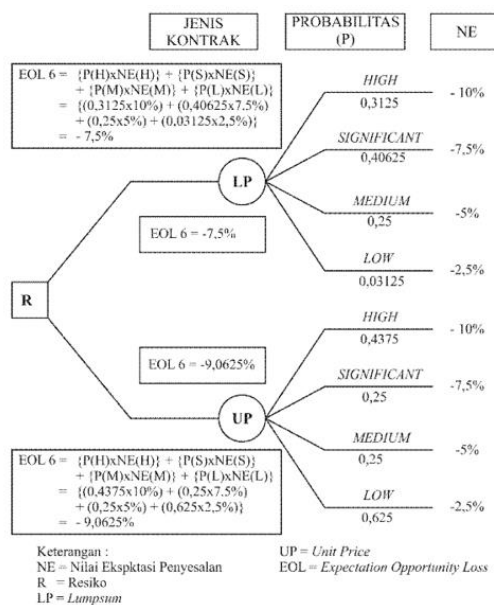 JENIS
KONTRAK
PROBABILITAS
(P)
NE
EOL 6 = {P(H)xNE(H)} + {P(S)xNE(S)}
+ {P(M)xNE(M)} + {P(L)xNE(L)}
= {(0,3125x10%) + (0,40625x7.5%)
+ (0,25x5%) + (0,03125x2,5%)}
= - 7,5%
HIGH
0,3125
- 10%
SIGNIFICANT
0,40625
-7,5%
LP
MEDIUM
0,25
-5%
EOL 6 = -7,5%
LOW
0,03125
-2,5%
R
HIGH
0,4375
- 10%
EOL 6 = -9,0625%
SIGNIFICANT
0,25
-7,5%
UP
MEDIUM
0,25
-5%
LOW
0,625
-2,5%
EOL 6 = {P(H)xNE(H)} + {P(S)xNE(S)}
+ {P(M)xNE(M)} + {P(L)xNE(L)}
= {(0,4375x10%) + (0,25x7.5%)
+ (0,25x5%) + (0,625x2,5%)}
= - 9,0625%
Keterangan :
NE = Nilai Ekspktasi Penyesalan
R = Resiko
LP = Lumpsum
UP = Unit Price
EOL = Expectation Opportunity Loss